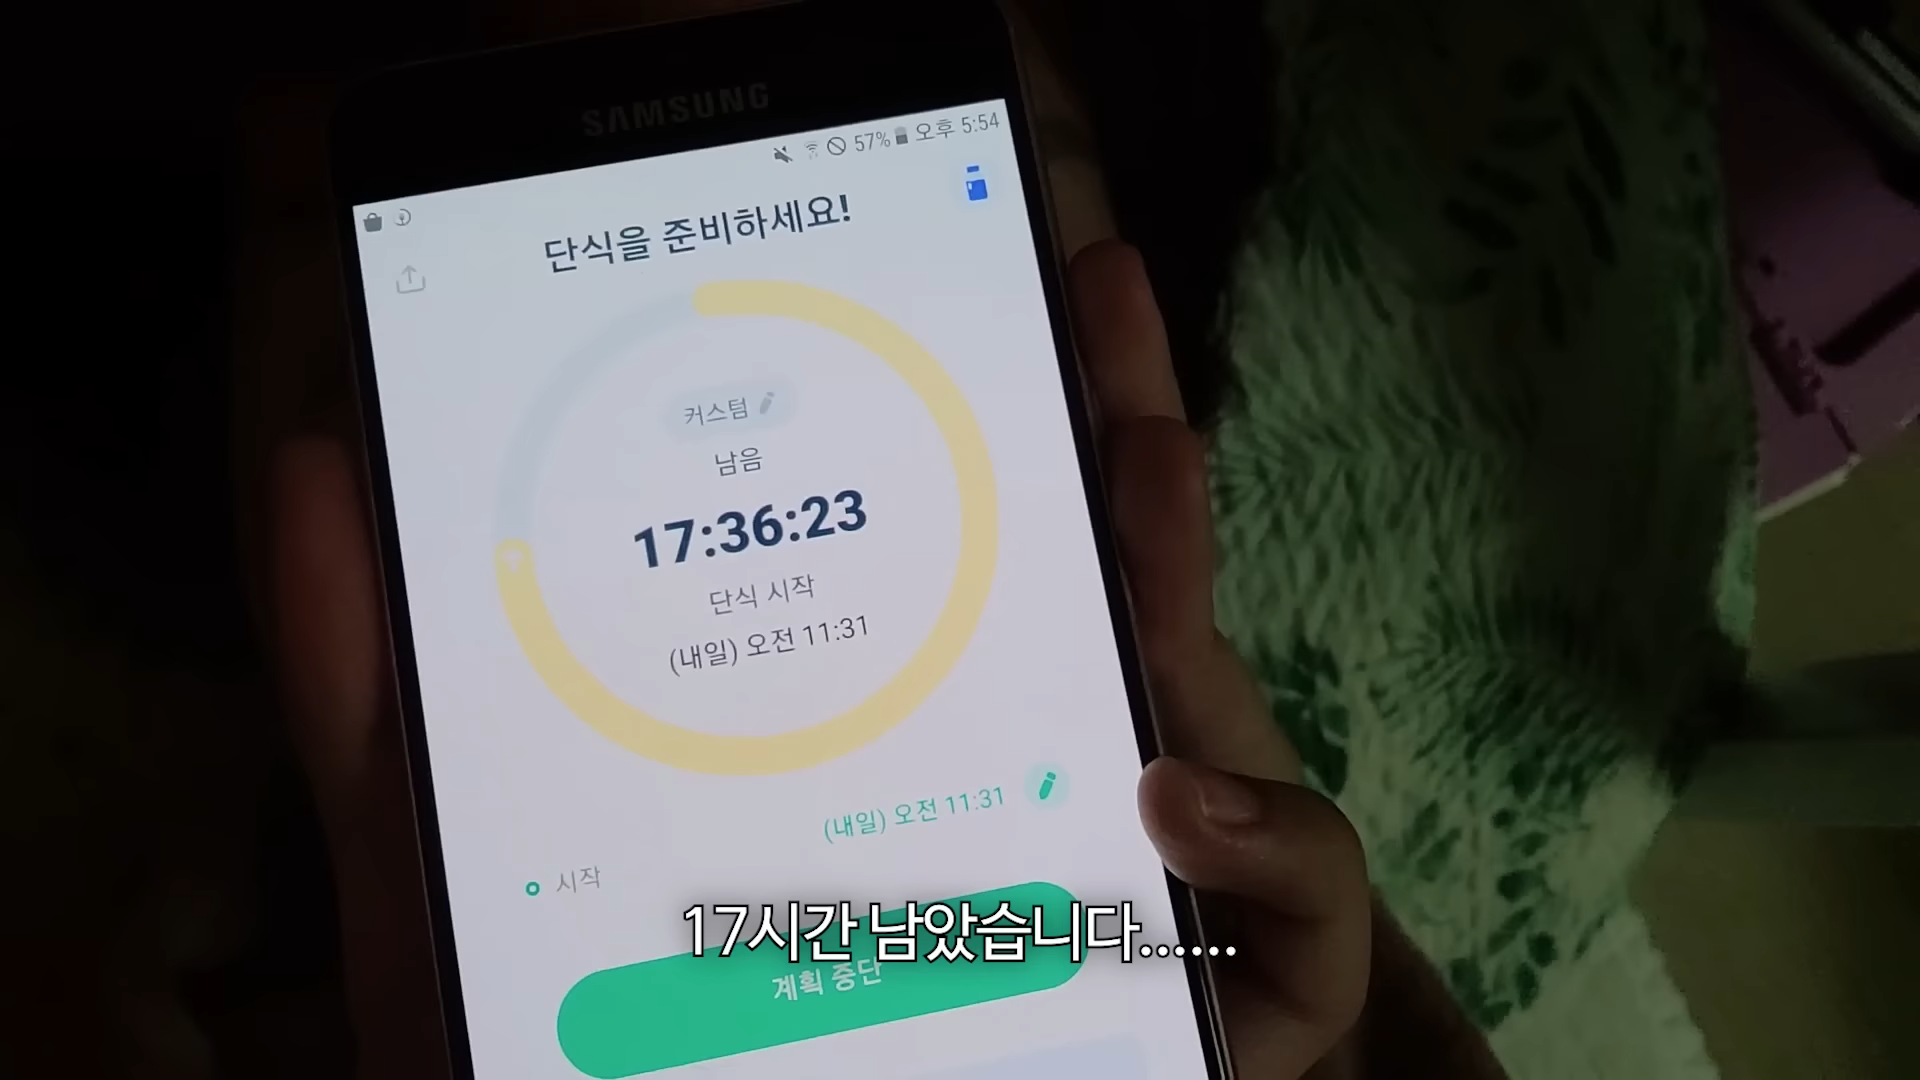 SAMSUNG
57% 오후 5:54
단식을 준비하세요!
커스텀
남음
17:36:23
단식 시작
(내일) 오전 11:31
(내일) 오전 11:31
시작
17시간 남았습니다......
계획 중단